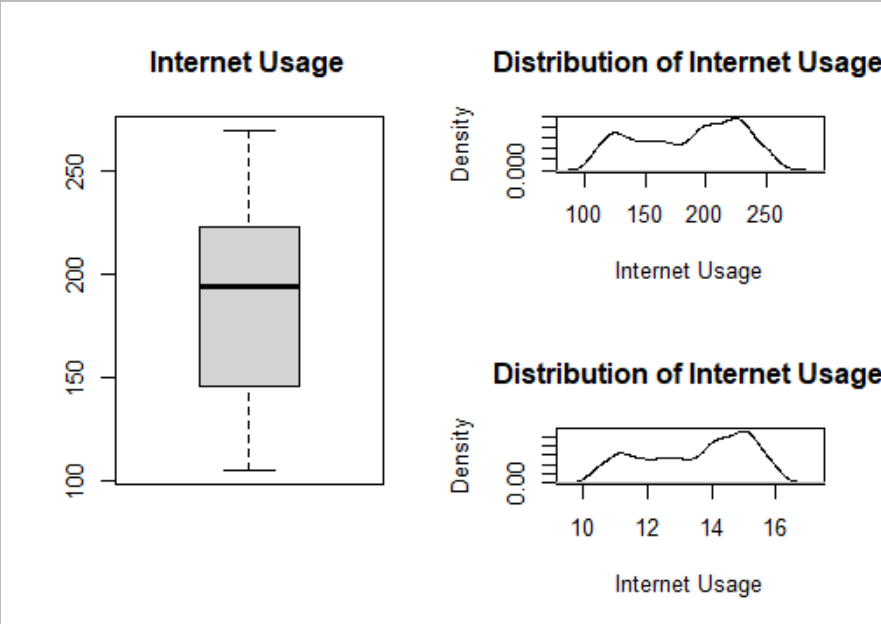 Internet Usage
250
200
150
100
Distribution of Internet Usage
Density
0.000
100 150 200 250
Internet Usage
Distribution of Internet Usage
Density
0.00
10 12 14 16
Internet Usage